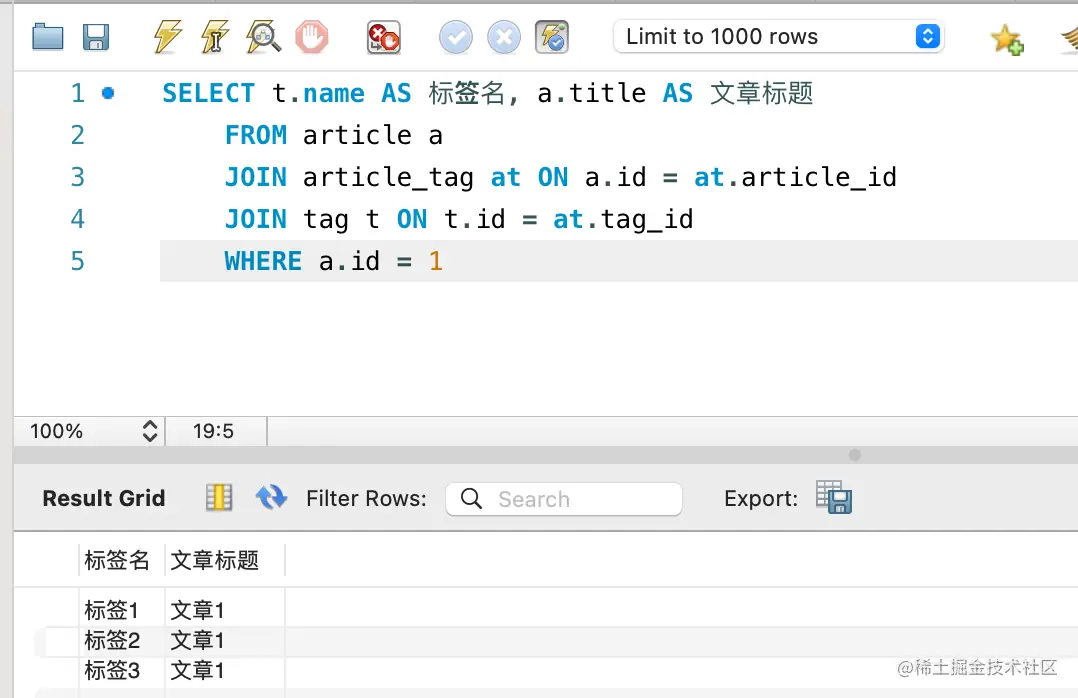 Limit to 1000 rows
1 SELECT t.name AS 标签名, a.title AS 文章标题
2 FROM article a
3 JOIN article_tag at ON a.id = at.article_id
4 JOIN tag t ON t.id = at.tag_id
5 WHERE a.id = 1
100% 19:5
Result Grid Filter Rows: Search Export:
标签名 文章标题
标签1 文章1
标签2 文章1
标签3 文章1
@稀土掘金技术社区